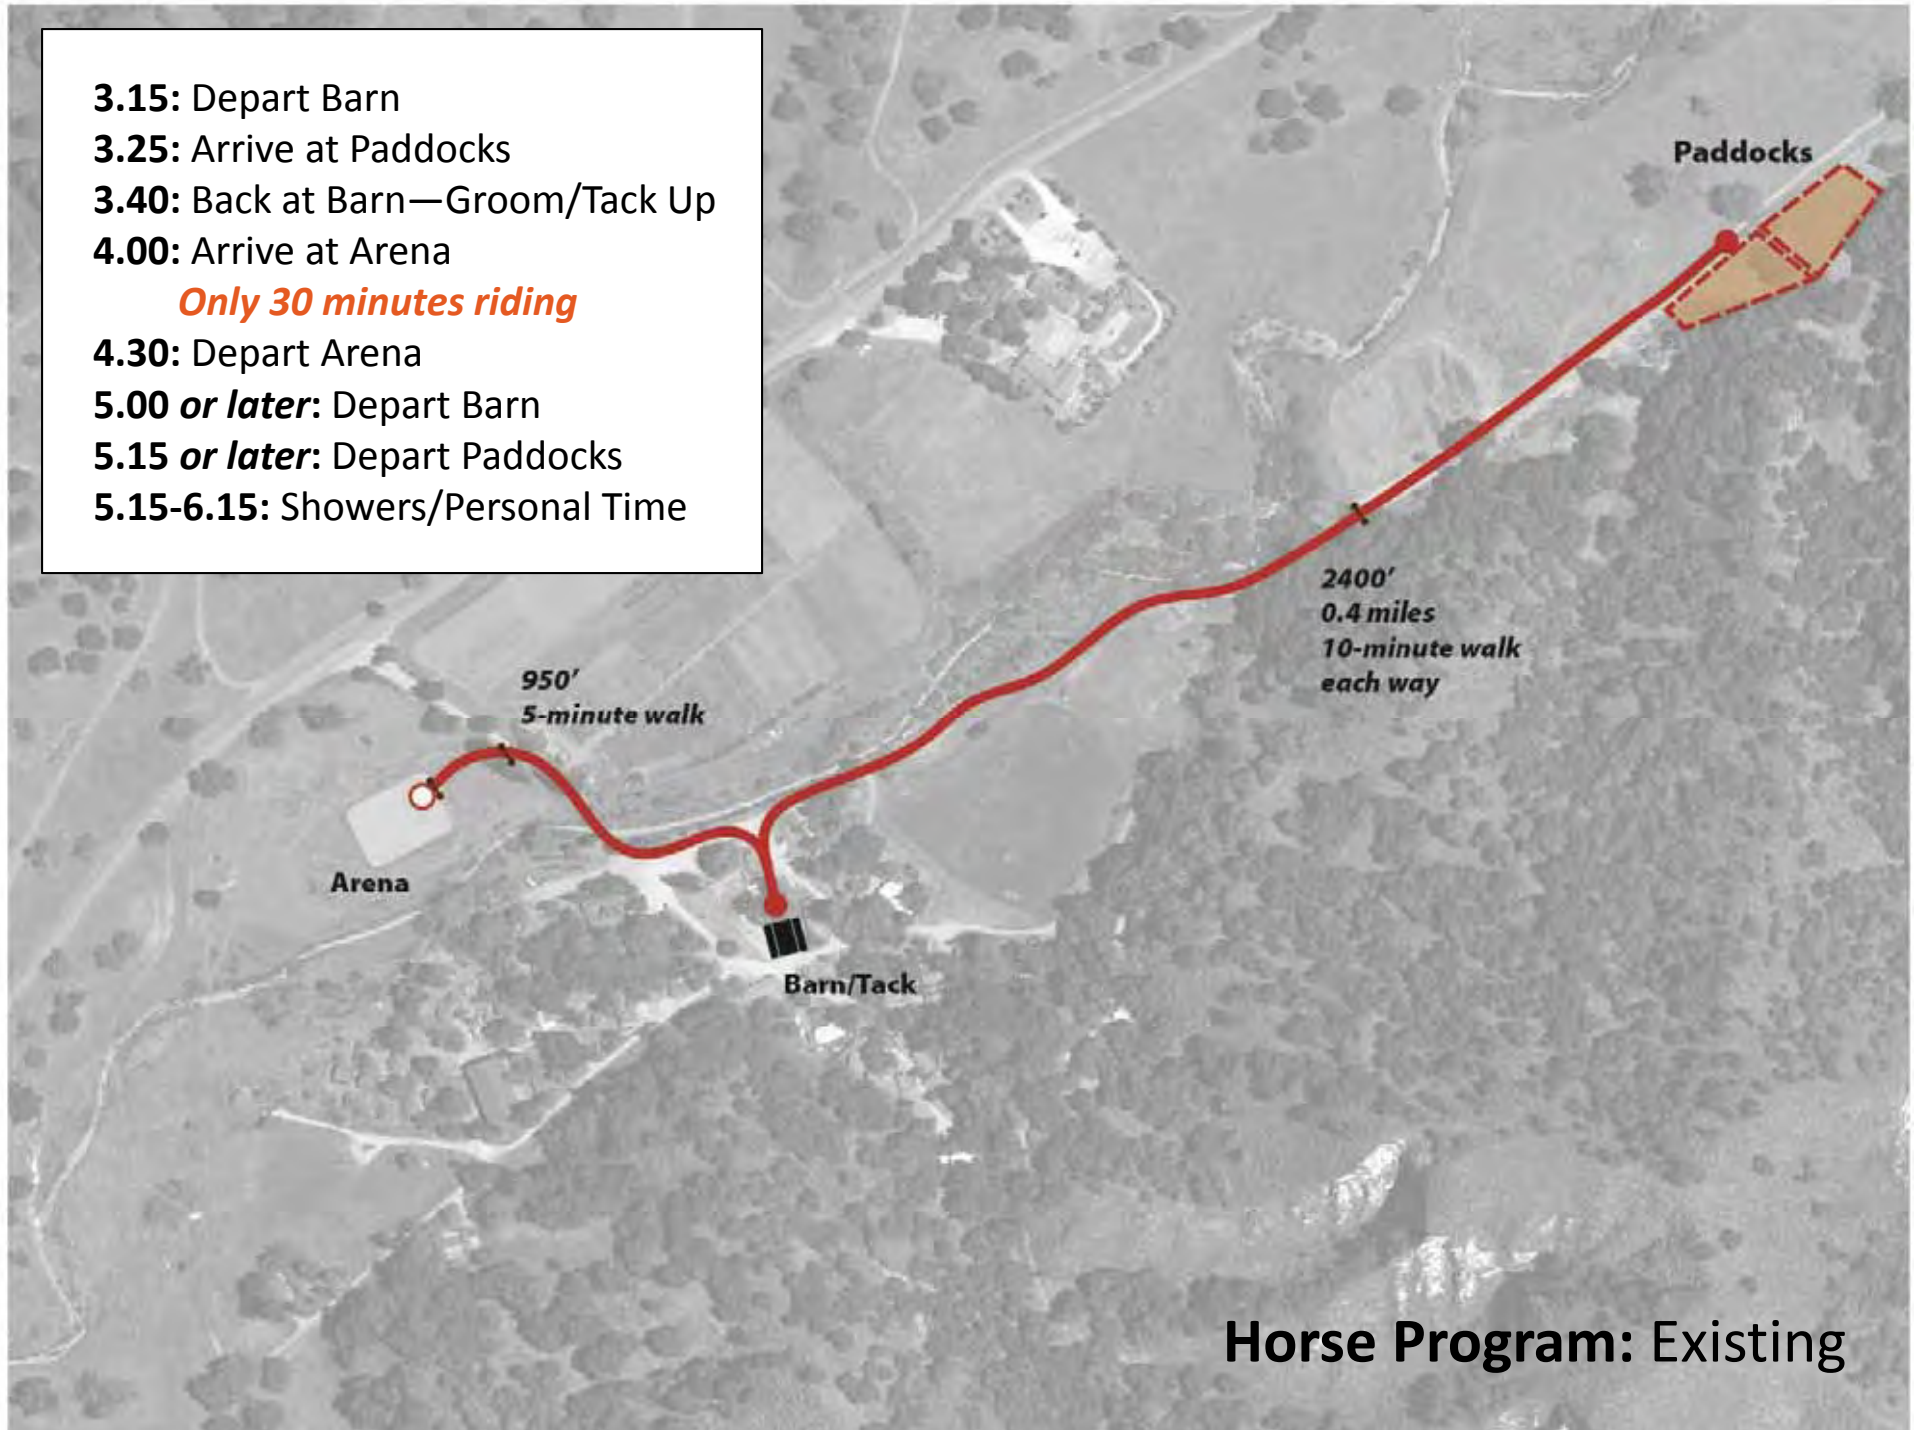 3.15: Depart Barn
3.25: Arrive at Paddocks
3.40: Back at Barn—Groom/Tack Up
4.00: Arrive at Arena
Only 30 minutes riding
4.30: Depart Arena
5.00 or later: Depart Barn
5.15 or later: Depart Paddocks
5.15-6.15: Showers/Personal Time
Paddocks
2400’
0.4 miles
10-minute walk
each way
950’
5-minute walk
Arena
Barn/Tack
Horse Program: Existing